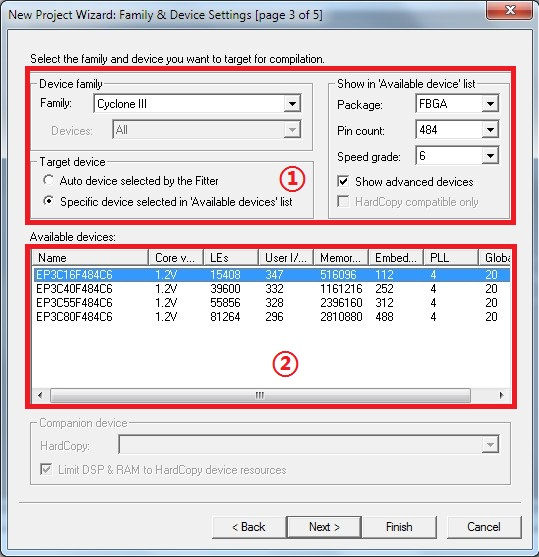 New Project Wizard: Family & Device Settings [page 3 of 5]
Select the family and device you want to target for compilation.
Device family
Family: Cyclone III
Devices: All
Show in 'Available device' list
Package: FBGA
Pin count: 484
Speed grade: 6
Show advanced devices
HardCopy compatible only
Target device
Auto device selected by the Fitter
Specific device selected in 'Available devices' list
①
Available devices:
Name Core v... LEs User I/... Memor... Embed... PLL Globa
EP3C16F484C6 1.2V 15408 347 516096 112 4 20
EP3C40F484C6 1.2V 39600 332 1161216 252 4 20
EP3C55F484C6 1.2V 55856 328 2396160 312 4 20
EP3C80F484C6 1.2V 81264 296 2810880 488 4 20
②
Companion device
HardCopy:
Limit DSP & RAM to HardCopy device resources
< Back Next > Finish Cancel